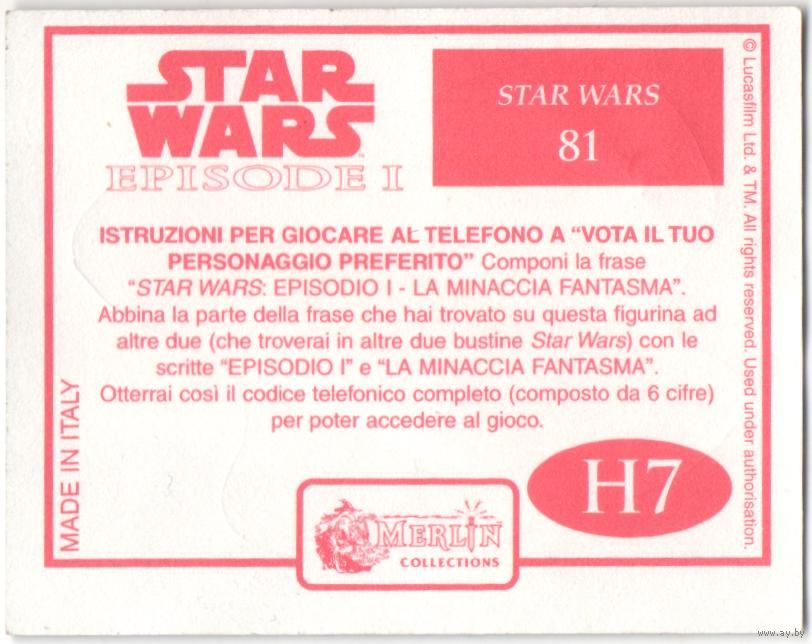 STAR
WARS
EPISODE I
STAR WARS
81
ISTRUZIONI PER GIOCARE AL TELEFONO A “VOTA IL TUO
PERSONAGGIO PREFERITO” Componi la frase
“STAR WARS: EPISODIO I - LA MINACCIA FANTASMA”.
Abbina la parte della frase che hai trovato su questa figurina ad
altre due (che troverai in altre due bustine Star Wars) con le
scritte “EPISODIO I” e “LA MINACCIA FANTASMA”.
Otterrai così il codice telefonico completo (composto da 6 cifre)
per poter accedere al gioco.
MADE IN ITALY
MERLIN
COLLECTIONS
H7
© Lucasfilm Ltd. & TM. All rights reserved. Used under authorisation.
www.ay.by